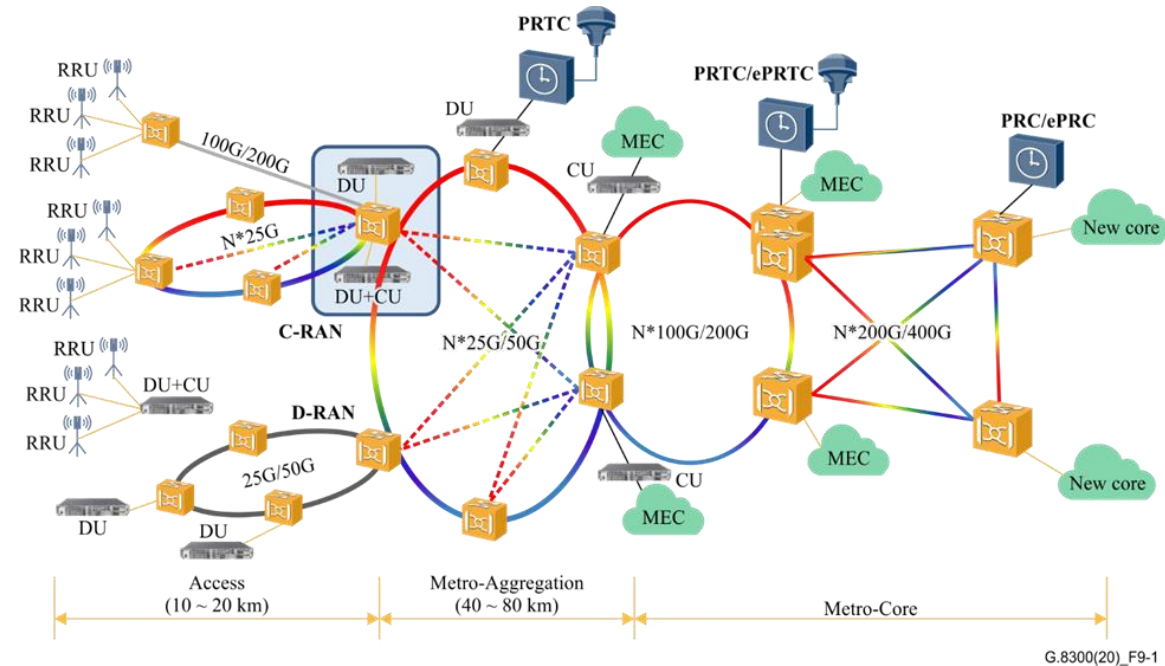 PRTC
RRU
RRU
RRU
100G/200G
DU
MEC
PRTC/ePRTC
PRC/ePRC
DU
CU
MEC
New core
RRU
RRU
RRU
N*25G
DU+CU
C-RAN
N*25G/50G
N*100G/200G
N*200G/400G
RRU
RRU
RRU
DU+CU
D-RAN
25G/50G
DU
DU
CU
MEC
MEC
New core
Access
(10 ~ 20 km)
Metro-Aggregation
(40 ~ 80 km)
Metro-Core
G.8300(20)_F9-1